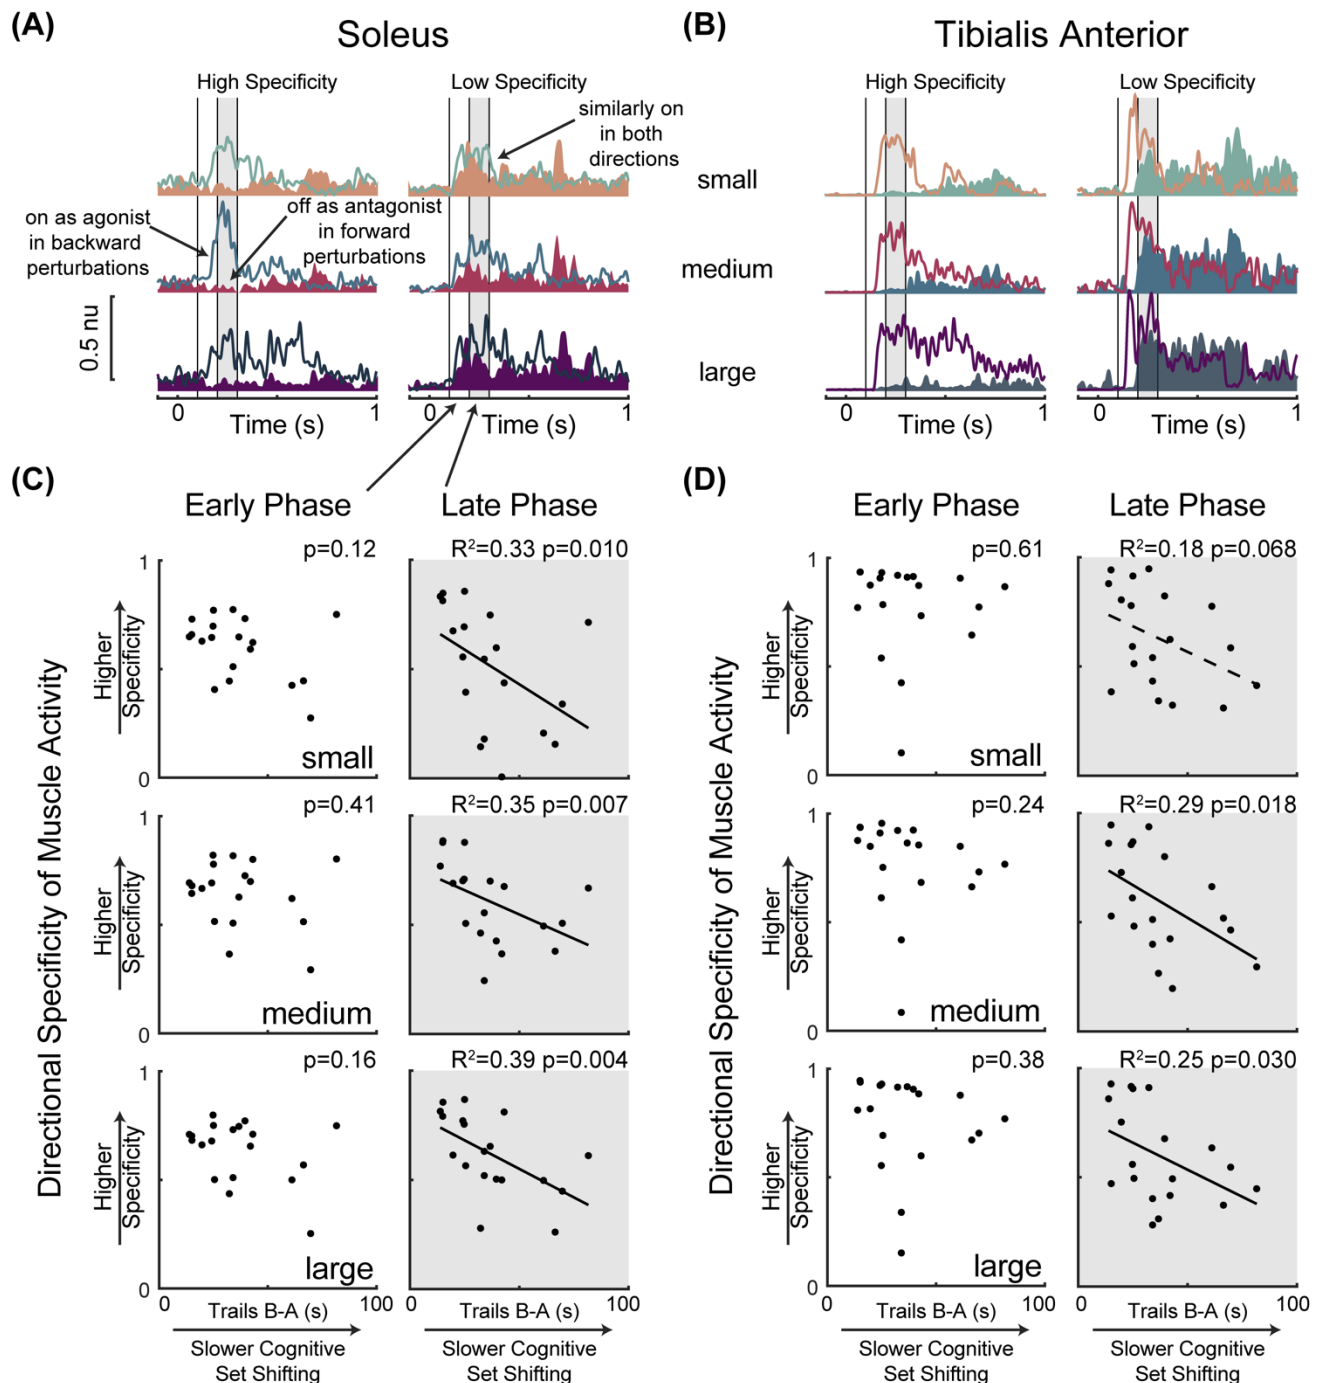 (A)
Soleus
High Specificity
Low Specificity
similarly on
in both
directions
on as agonist
in backward
perturbations
off as antagonist
in forward
perturbations
0.5 nu
0
Time (s)
0
Time (s)
1
(B)
Tibialis Anterior
High Specificity
Low Specificity
small
medium
large
0
Time (s)
1
0
Time (s)
1
(C)
Early Phase
Late Phase
Directional Specificity of Muscle Activity
Higher
Specificity
1
0
p=0.12
small
R²=0.33 p=0.010
Higher
Specificity
1
0
p=0.41
medium
R²=0.35 p=0.007
Higher
Specificity
1
0
p=0.16
large
R²=0.39 p=0.004
0
Trails B-A (s)
100
Trails B-A (s)
100
0
Slower Cognitive
Set Shifting
Slower Cognitive
Set Shifting
(D)
Early Phase
Late Phase
Directional Specificity of Muscle Activity
Higher
Specificity
1
0
p=0.61
small
R²=0.18 p=0.068
Higher
Specificity
1
0
p=0.24
medium
R²=0.29 p=0.018
Higher
Specificity
1
0
p=0.38
large
R²=0.25 p=0.030
0
Trails B-A (s)
100
0
Trails B-A (s)
100
Slower Cognitive
Set Shifting
Slower Cognitive
Set Shifting